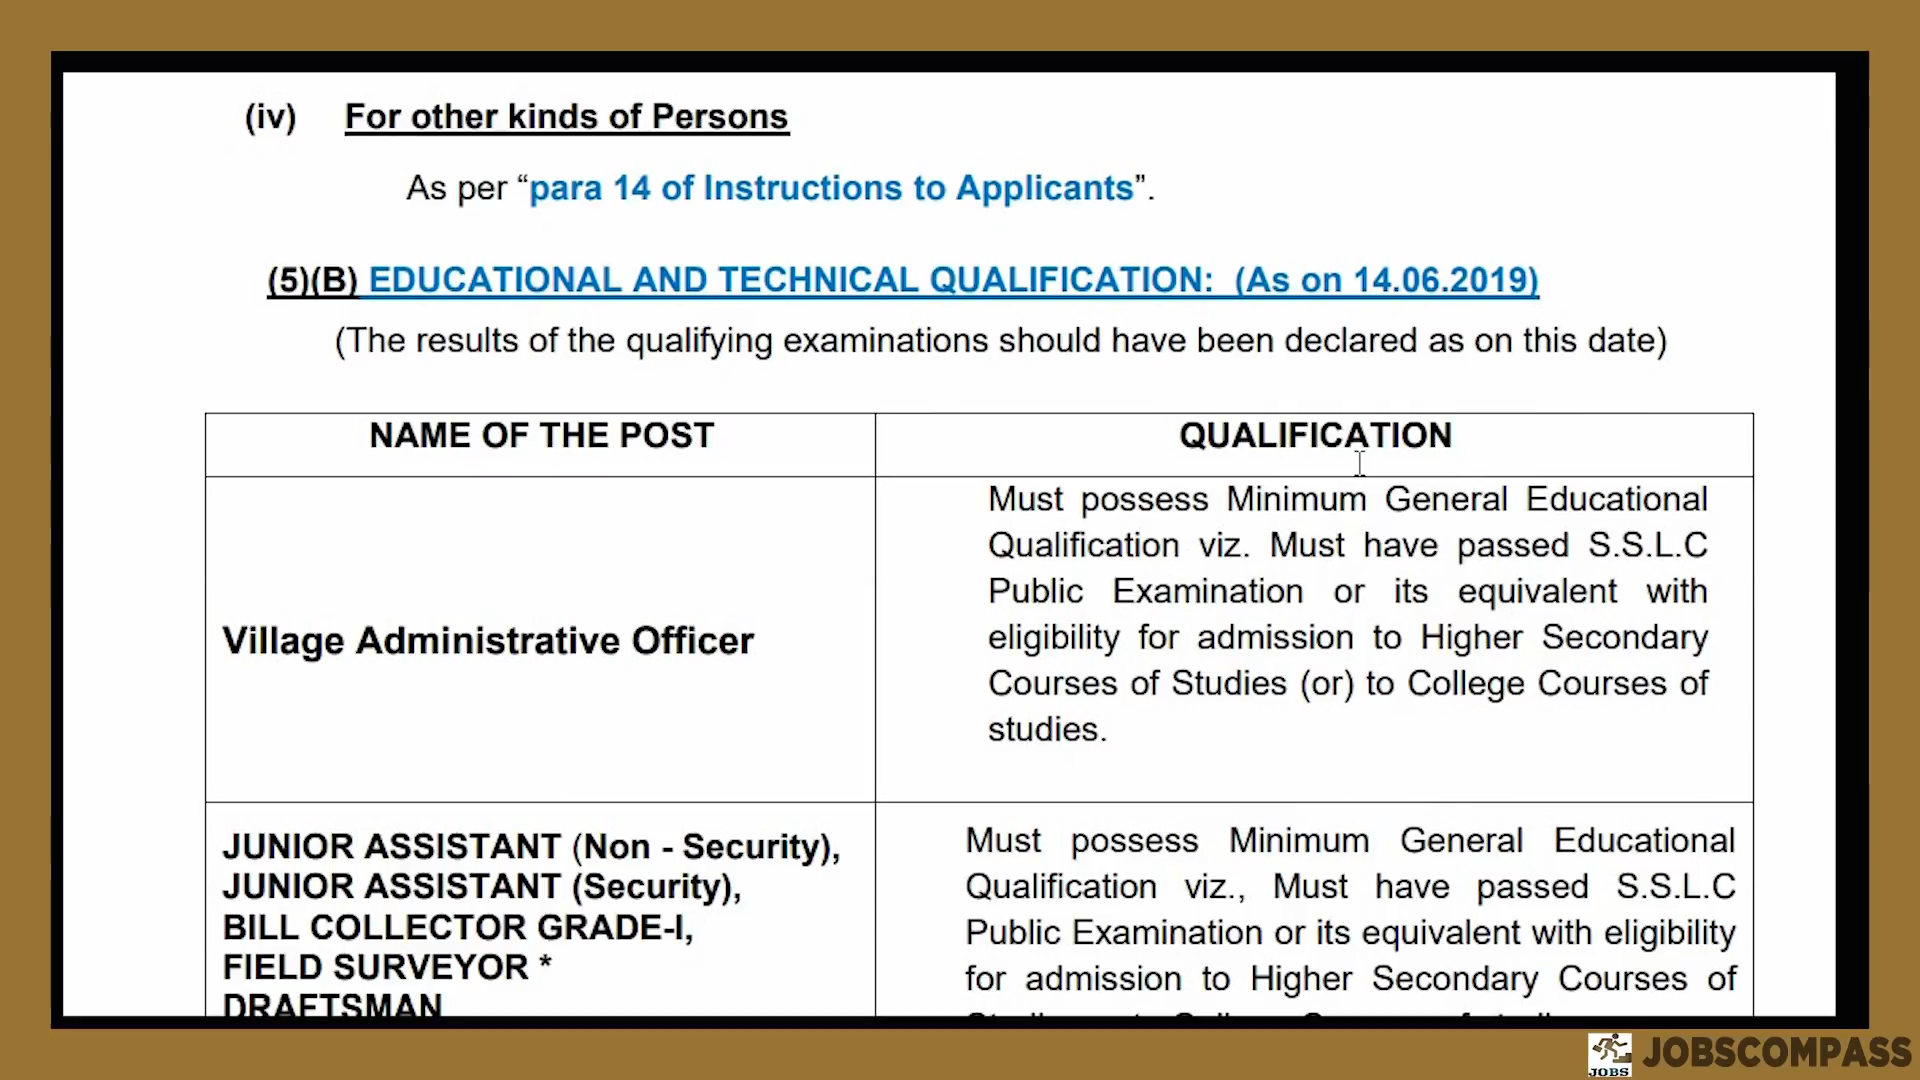 (iv) For other kinds of Persons
As per “para 14 of Instructions to Applicants”.
(5)(B) EDUCATIONAL AND TECHNICAL QUALIFICATION: (As on 14.06.2019)
(The results of the qualifying examinations should have been declared as on this date)
NAME OF THE POST
QUALIFICATION
Village Administrative Officer
Must possess Minimum General Educational
Qualification viz. Must have passed S.S.L.C
Public Examination or its equivalent with
eligibility for admission to Higher Secondary
Courses of Studies (or) to College Courses of
studies.
JUNIOR ASSISTANT (Non - Security),
JUNIOR ASSISTANT (Security),
BILL COLLECTOR GRADE-I,
FIELD SURVEYOR *
DRAFTSMAN
Must possess Minimum General Educational
Qualification viz., Must have passed S.S.L.C
Public Examination or its equivalent with eligibility
for admission to Higher Secondary Courses of
JOBS
JOBSCOMPASS